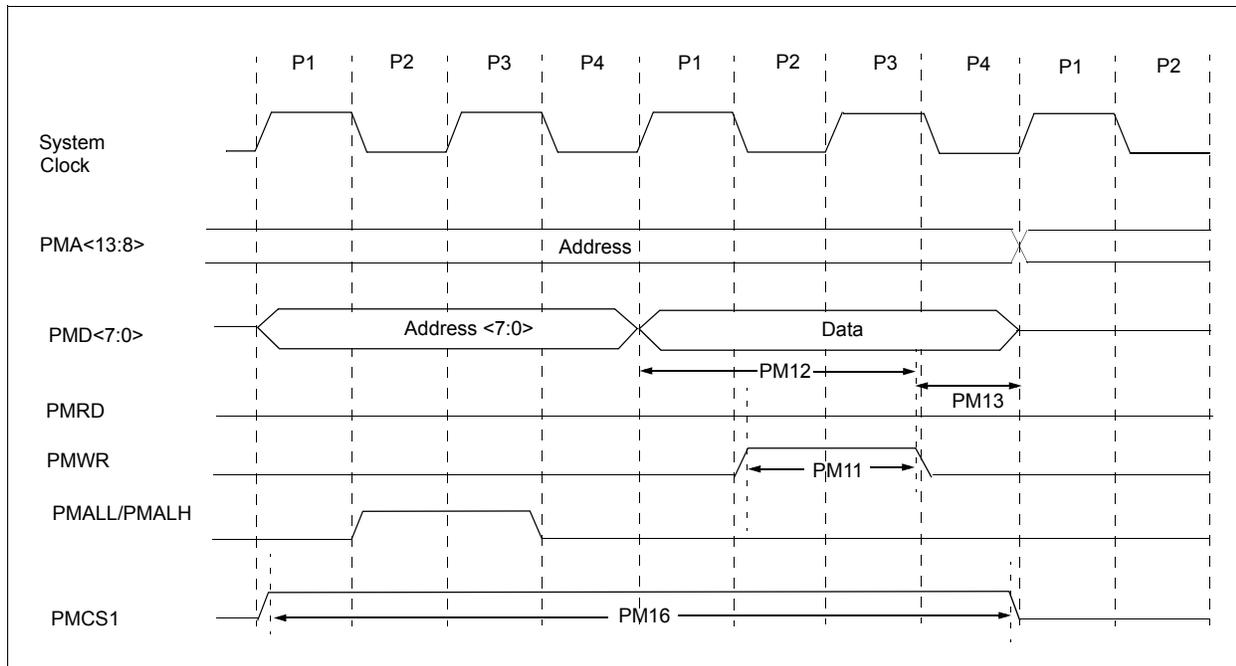 P1 P2 P3 P4 P1 P2 P3 P4 P1 P2
System
Clock
PMA<13:8>
Address
PMD<7:0>
Address <7:0>
Data
PM12
PM13
PMRD
PMWR
PM11
PMALL/PMALH
PMCS1
PM16